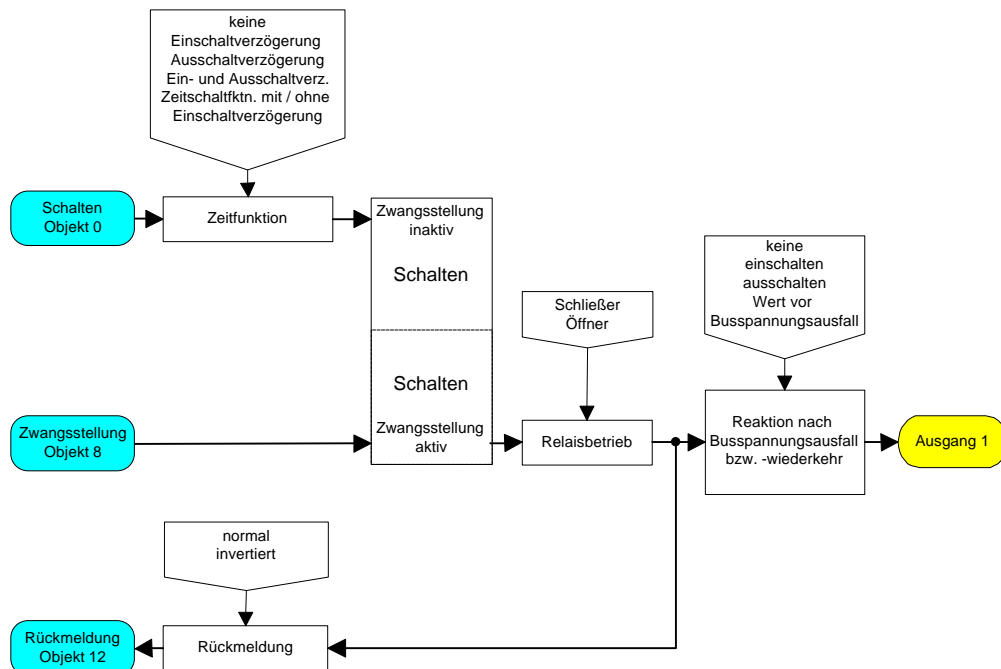 keine
Einschaltverzögerung
Ausschaltverzögerung
Ein- und Ausschaltverz.
Zeitschaltfktn. mit / ohne
Einschaltverzögerung
Schalten
Objekt 0
Zeitfunktion
Zwangsstellung
inaktiv
Schalten
Schalten
Zwangsstellung
aktiv
Schließer
Öffner
keine
einschalten
ausschalten
Wert vor
Busspannungsausfall
Zwangsstellung
Objekt 8
Relaisbetrieb
Reaktion nach
Busspannungsausfall
bzw. -wiederkehr
Ausgang 1
normal
invertiert
Rückmeldung
Objekt 12
Rückmeldung